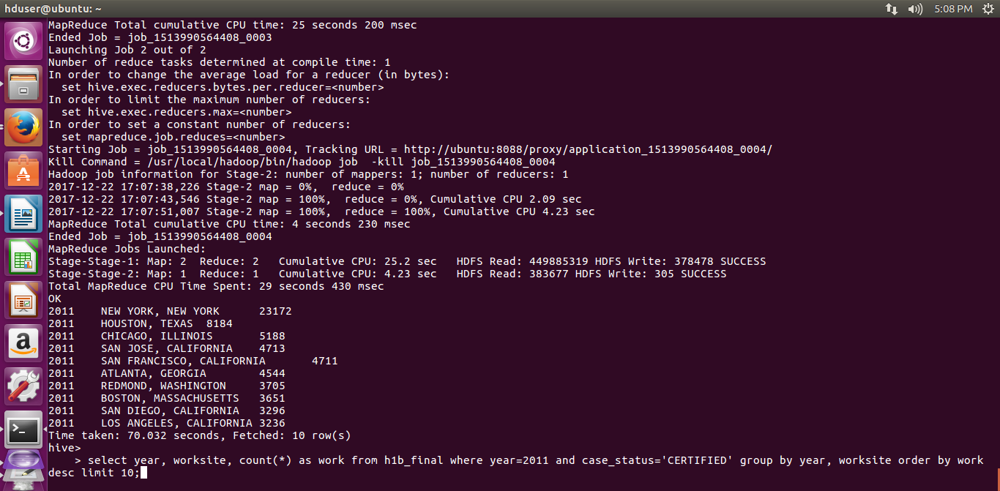 hduser@ubuntu: ~
5:08 PM
MapReduce Total cumulative CPU time: 25 seconds 200 msec
Ended Job = job_1513990564408_0003
Launching Job 2 out of 2
Number of reduce tasks determined at compile time: 1
In order to change the average load for a reducer (in bytes):
  set hive.exec.reducers.bytes.per.reducer=<number>
In order to limit the maximum number of reducers:
  set hive.exec.reducers.max=<number>
In order to set a constant number of reducers:
  set mapreduce.job.reduces=<number>
Starting Job = job_1513990564408_0004, Tracking URL = http://ubuntu:8088/proxy/application_1513990564408_0004/
Kill Command = /usr/local/hadoop/bin/hadoop job  -kill job_1513990564408_0004
Hadoop job information for Stage-2: number of mappers: 1; number of reducers: 1
2017-12-22 17:07:38,226 Stage-2 map = 0%,  reduce = 0%
2017-12-22 17:07:43,546 Stage-2 map = 100%,  reduce = 0%, Cumulative CPU 2.09 sec
2017-12-22 17:07:51,007 Stage-2 map = 100%,  reduce = 100%, Cumulative CPU 4.23 sec
MapReduce Total cumulative CPU time: 4 seconds 230 msec
Ended Job = job_1513990564408_0004
MapReduce Jobs Launched:
Stage-Stage-1: Map: 2  Reduce: 2   Cumulative CPU: 25.2 sec   HDFS Read: 449885319 HDFS Write: 378478 SUCCESS
Stage-Stage-2: Map: 1  Reduce: 1   Cumulative CPU: 4.23 sec   HDFS Read: 383677 HDFS Write: 305 SUCCESS
Total MapReduce CPU Time Spent: 29 seconds 430 msec
OK
2011    NEW YORK, NEW YORK      23172
2011    HOUSTON, TEXAS  8184
2011    CHICAGO, ILLINOIS       5188
2011    SAN JOSE, CALIFORNIA    4713
2011    SAN FRANCISCO, CALIFORNIA       4711
2011    ATLANTA, GEORGIA        4544
2011    REDMOND, WASHINGTON     3705
2011    BOSTON, MASSACHUSETTS   3651
2011    SAN DIEGO, CALIFORNIA   3296
2011    LOS ANGELES, CALIFORNIA 3236
Time taken: 70.032 seconds, Fetched: 10 row(s)
hive>
    > select year, worksite, count(*) as work from h1b_final where year=2011 and case_status='CERTIFIED' group by year, worksite order by work
desc limit 10;